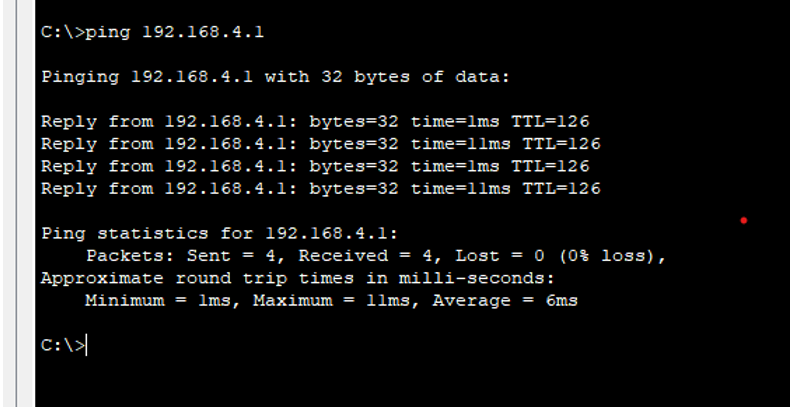 C:\>ping 192.168.4.1
Pinging 192.168.4.1 with 32 bytes of data:
Reply from 192.168.4.1: bytes=32 time=1ms TTL=126
Reply from 192.168.4.1: bytes=32 time=11ms TTL=126
Reply from 192.168.4.1: bytes=32 time=1ms TTL=126
Reply from 192.168.4.1: bytes=32 time=11ms TTL=126
Ping statistics for 192.168.4.1:
Packets: Sent = 4, Received = 4, Lost = 0 (0% loss),
Approximate round trip times in milli-seconds:
Minimum = 1ms, Maximum = 11ms, Average = 6ms
C:\>